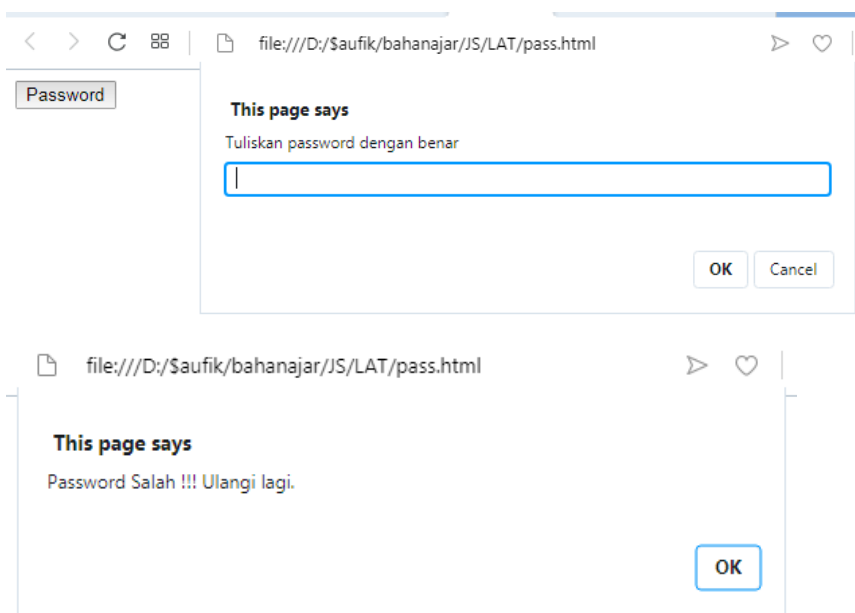 file:///D:/$aufik/bahanajar/JS/LAT/pass.html
Password
This page says
Tuliskan password dengan benar
OK Cancel
file:///D:/$aufik/bahanajar/JS/LAT/pass.html
This page says
Password Salah !!! Ulangi lagi.
OK